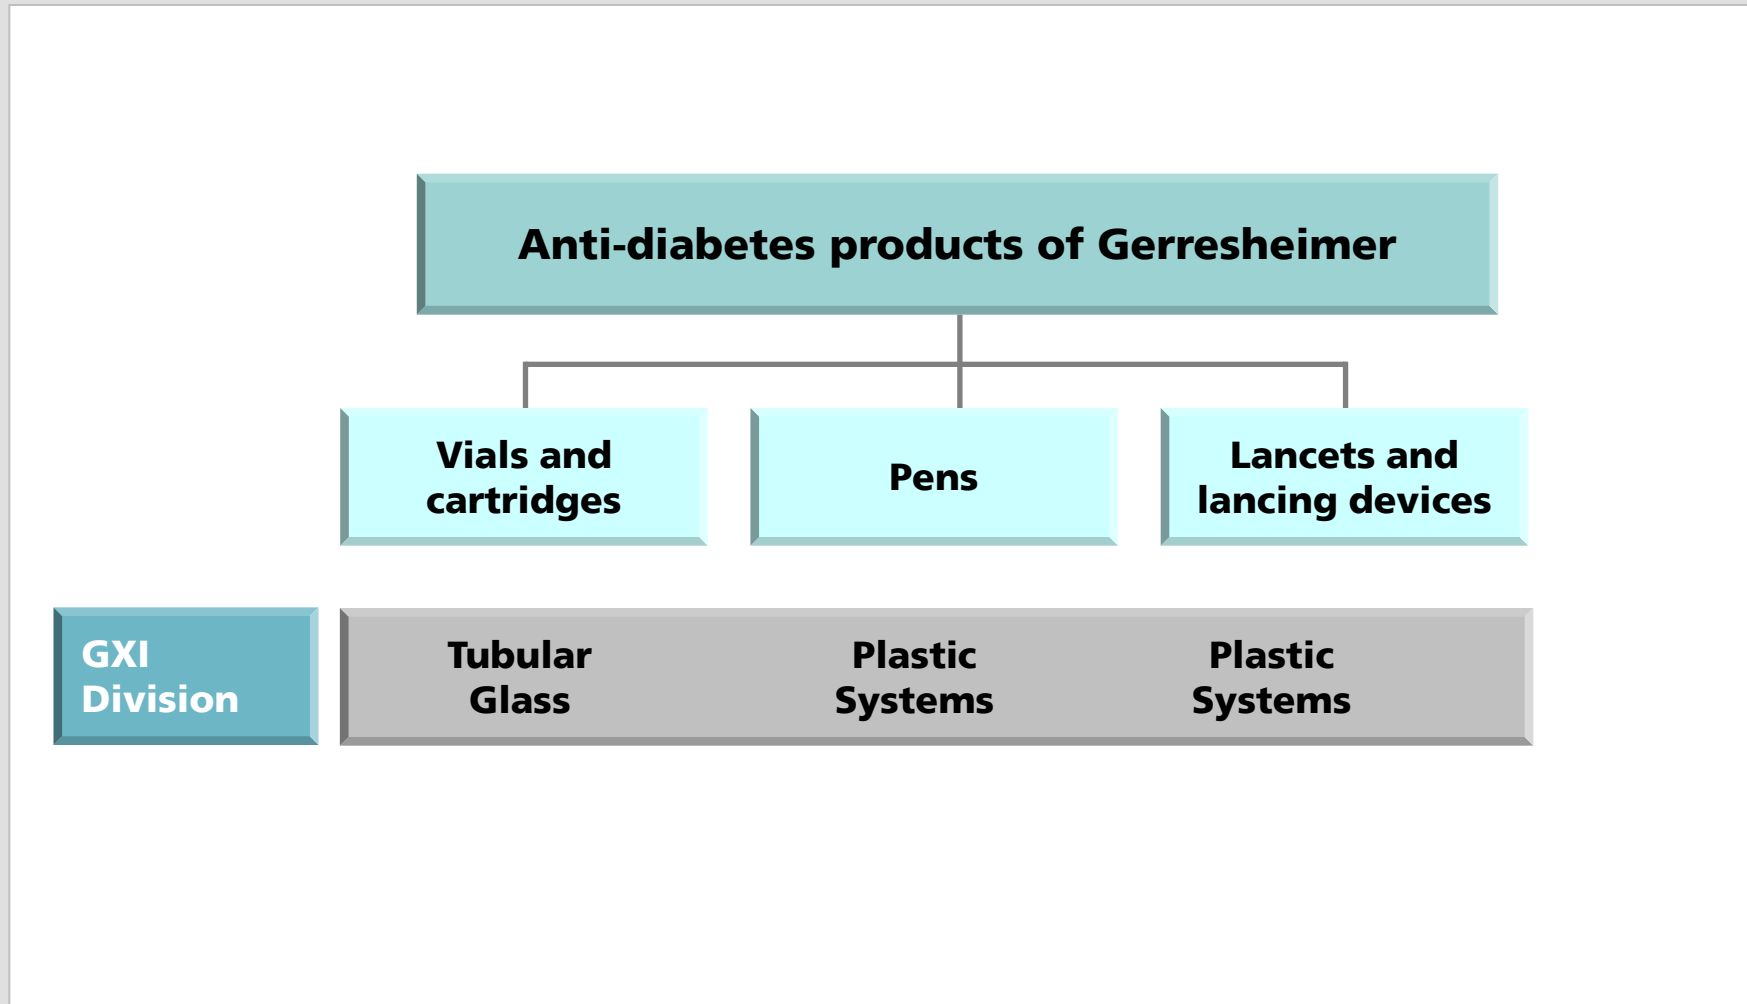 Anti-diabetes products of Gerresheimer
Vials and
cartridges
Pens
Lancets and
lancing devices
GXI
Division
Tubular
Glass
Plastic
Systems
Plastic
Systems